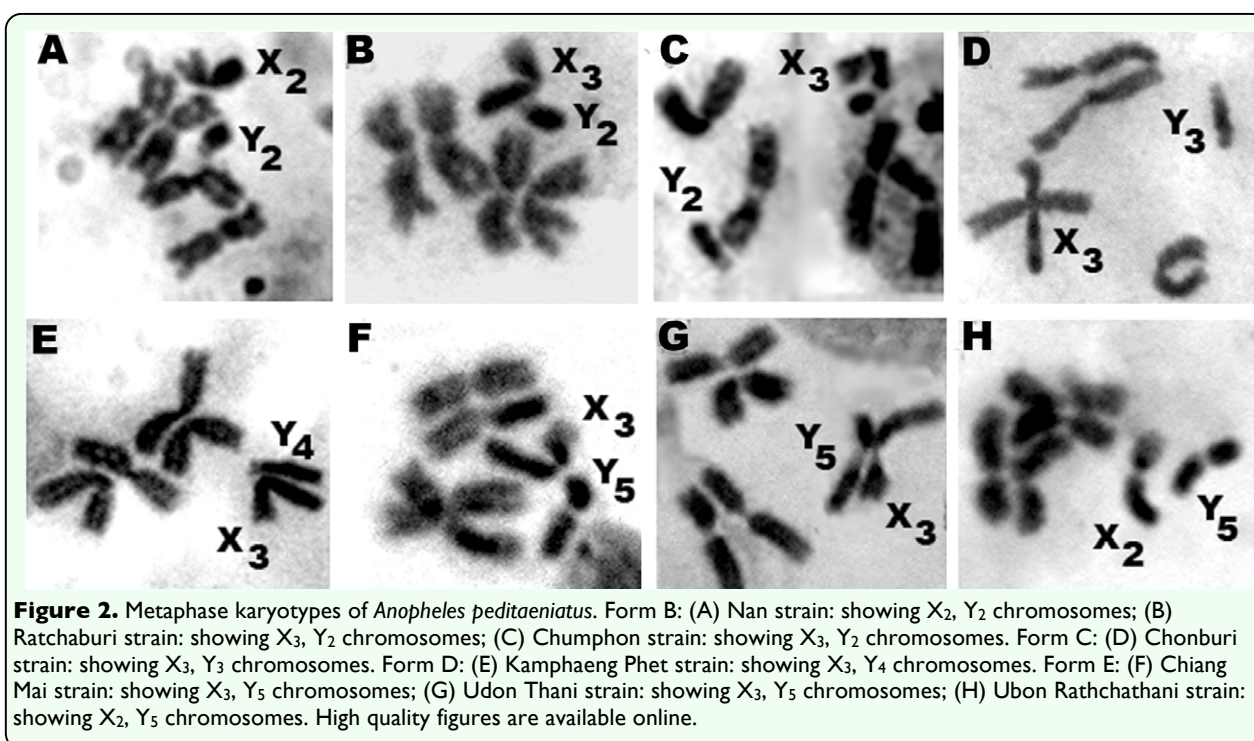 A X2 Y2
B X3 Y2
C X3 Y2
D Y3 X3
E Y4 X3
F X3 Y5
G Y5 X3
H X2 Y5
Figure 2. Metaphase karyotypes of Anopheles peditaeniatus. Form B: (A) Nan strain: showing X2, Y2 chromosomes; (B)
Ratchaburi strain: showing X3, Y2 chromosomes; (C) Chumphon strain: showing X3, Y2 chromosomes. Form C: (D) Chonburi
strain: showing X3, Y3 chromosomes. Form D: (E) Kamphaeng Phet strain: showing X3, Y4 chromosomes. Form E: (F) Chiang
Mai strain: showing X3, Y5 chromosomes; (G) Udon Thani strain: showing X3, Y5 chromosomes; (H) Ubon Rathchathani strain:
showing X2, Y5 chromosomes. High quality figures are available online.